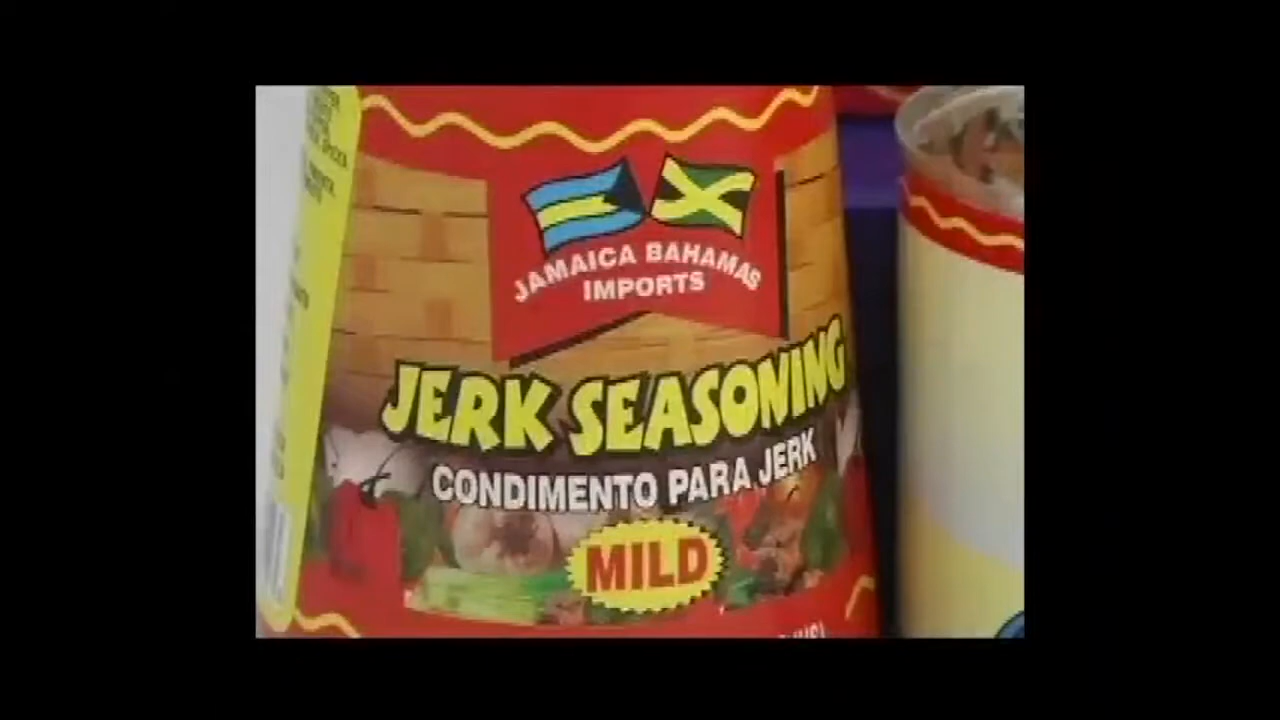 JAMAICA BAHAMAS
IMPORTS
JERK SEASONING
CONDIMENTO PARA JERK
MILD